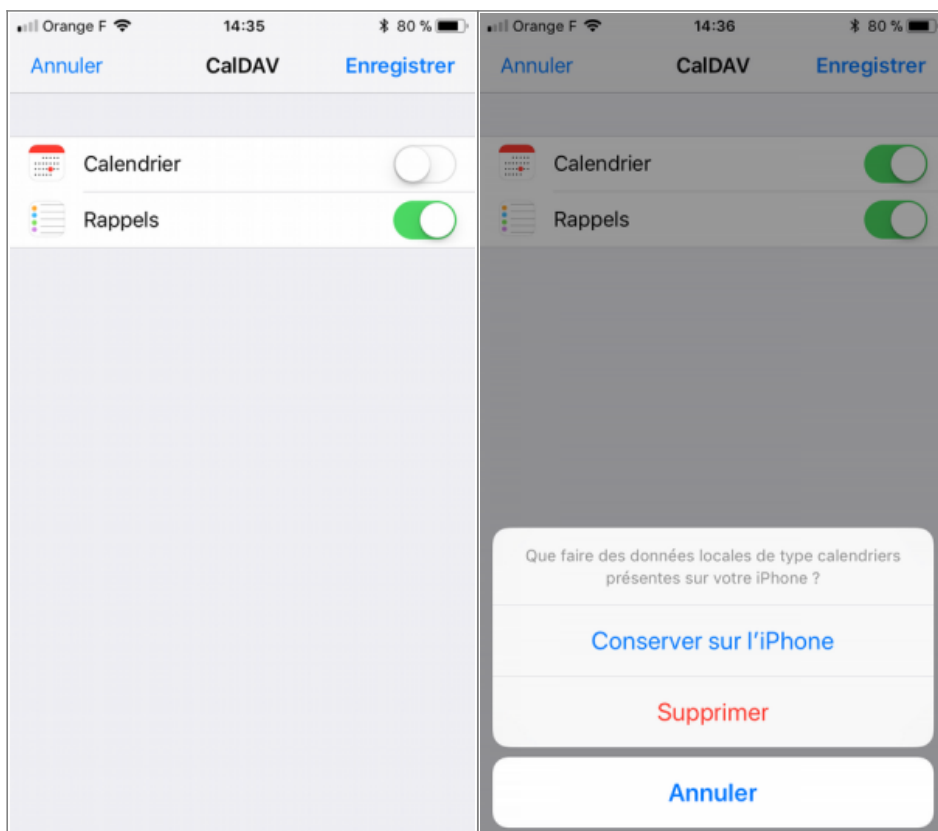 Orange F 14:35 80 %
Annuler CalDAV Enregistrer
Calendrier
Rappels
Orange F 14:36 80 %
Annuler CalDAV Enregistrer
Calendrier
Rappels
Que faire des données locales de type calendriers
présentes sur votre iPhone ?
Conserver sur l'iPhone
Supprimer
Annuler